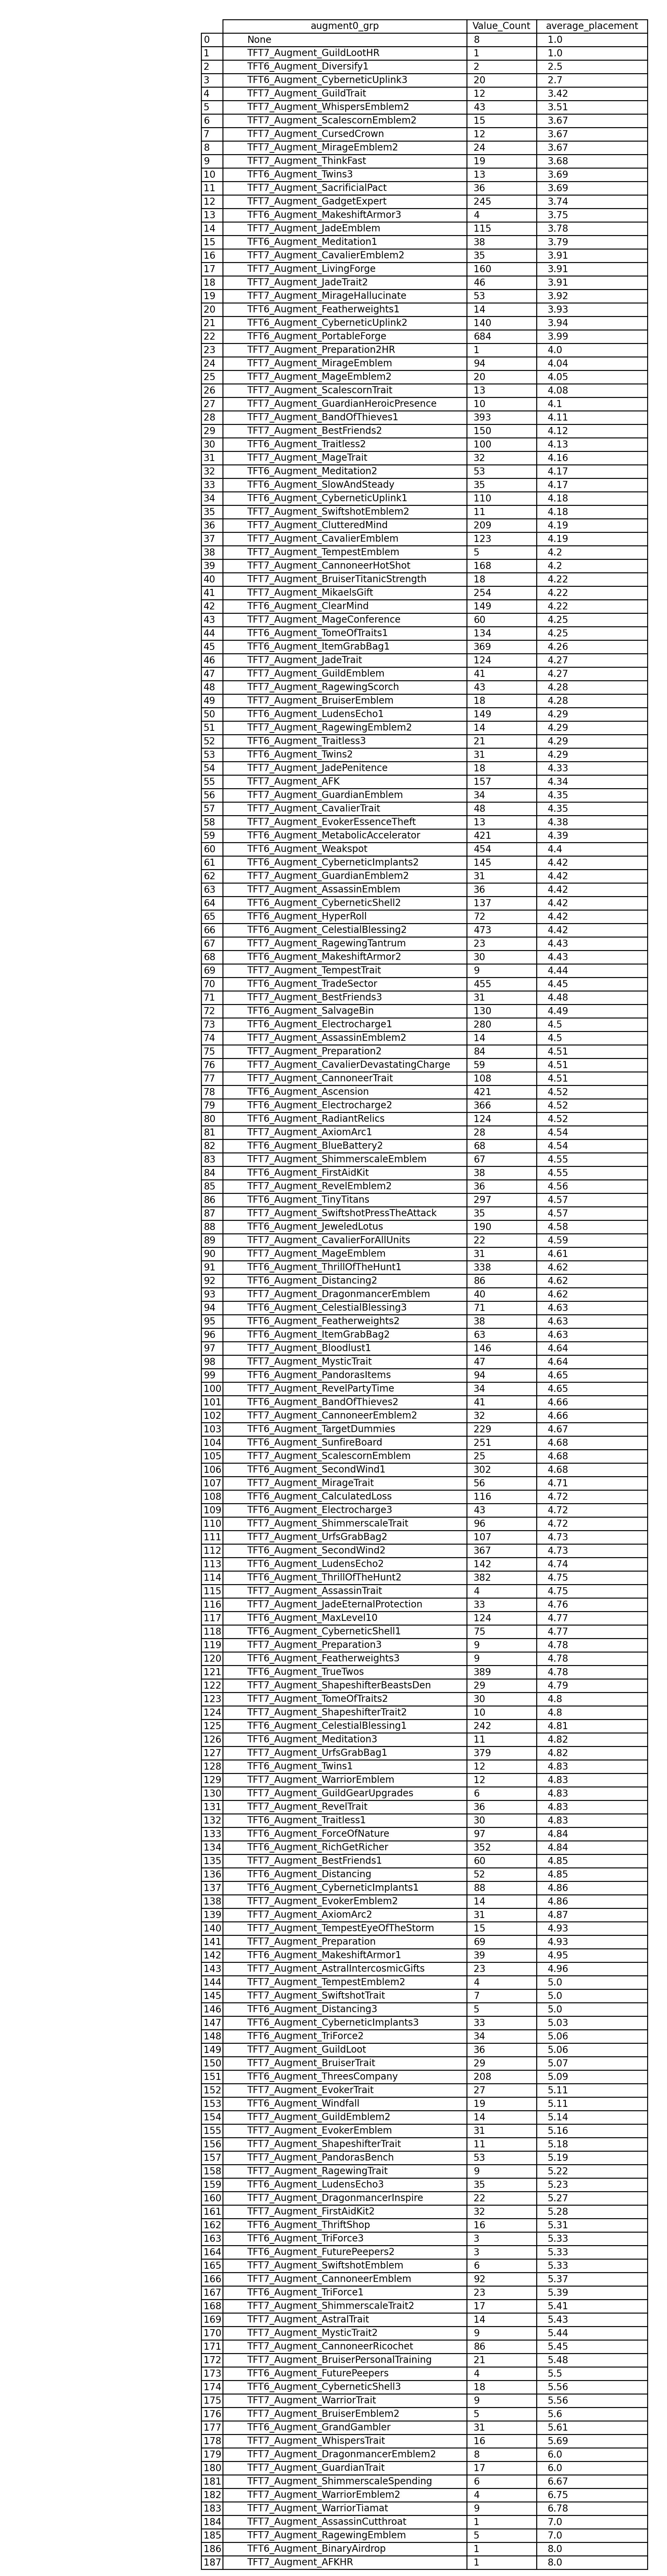 augment0_grp Value_Count average_placement
0 None 8 1.0
1 TFT7_Augment_GuildLootHR 1 1.0
2 TFT6_Augment_Diversify1 2 2.5
3 TFT6_Augment_CyberneticUplink3 20 2.7
4 TFT7_Augment_GuildTrait 12 3.42
5 TFT7_Augment_WhispersEmblem2 43 3.51
6 TFT7_Augment_ScalescornEmblem2 15 3.67
7 TFT7_Augment_CursedCrown 12 3.67
8 TFT7_Augment_MirageEmblem2 24 3.67
9 TFT7_Augment_ThinkFast 19 3.68
10 TFT6_Augment_Twins3 13 3.69
11 TFT7_Augment_SacrificialPact 36 3.69
12 TFT7_Augment_GadgetExpert 245 3.74
13 TFT6_Augment_MakeshiftArmor3 4 3.75
14 TFT7_Augment_JadeEmblem 115 3.78
15 TFT6_Augment_Meditation1 38 3.79
16 TFT7_Augment_CavalierEmblem2 35 3.91
17 TFT7_Augment_LivingForge 160 3.91
18 TFT7_Augment_JadeTrait2 46 3.91
19 TFT7_Augment_MirageHallucinate 53 3.92
20 TFT6_Augment_Featherweights1 14 3.93
21 TFT6_Augment_CyberneticUplink2 140 3.94
22 TFT6_Augment_PortableForge 684 3.99
23 TFT7_Augment_Preparation2HR 1 4.0
24 TFT7_Augment_MirageEmblem 94 4.04
25 TFT7_Augment_MageEmblem2 20 4.05
26 TFT7_Augment_ScalescornTrait 13 4.08
27 TFT7_Augment_GuardianHeroicPresence 10 4.1
28 TFT7_Augment_BandOfThieves1 393 4.11
29 TFT7_Augment_BestFriends2 150 4.12
30 TFT6_Augment_Traitless2 100 4.13
31 TFT7_Augment_MageTrait 32 4.16
32 TFT6_Augment_Meditation2 53 4.17
33 TFT6_Augment_SlowAndSteady 35 4.17
34 TFT6_Augment_CyberneticUplink1 110 4.18
35 TFT7_Augment_SwiftshotEmblem2 11 4.18
36 TFT7_Augment_ClutteredMind 209 4.19
37 TFT7_Augment_CavalierEmblem 123 4.19
38 TFT7_Augment_TempestEmblem 5 4.2
39 TFT7_Augment_CannoneerHotShot 168 4.2
40 TFT7_Augment_BruiserTitanicStrength 18 4.22
41 TFT7_Augment_MikaelsGift 254 4.22
42 TFT6_Augment_ClearMind 149 4.22
43 TFT7_Augment_MageConference 60 4.25
44 TFT6_Augment_TomeOfTraits1 134 4.25
45 TFT6_Augment_ItemGrabBag1 369 4.26
46 TFT7_Augment_JadeTrait 124 4.27
47 TFT7_Augment_GuildEmblem 41 4.27
48 TFT7_Augment_RagewingScorch 43 4.28
49 TFT7_Augment_BruiserEmblem 18 4.28
50 TFT6_Augment_LudensEcho1 149 4.29
51 TFT7_Augment_RagewingEmblem2 14 4.29
52 TFT6_Augment_Traitless3 21 4.29
53 TFT6_Augment_Twins2 31 4.29
54 TFT7_Augment_JadePenitence 18 4.33
55 TFT7_Augment_AFK 157 4.34
56 TFT7_Augment_GuardianEmblem 34 4.35
57 TFT7_Augment_CavalierTrait 48 4.35
58 TFT7_Augment_EvokerEssenceTheft 13 4.38
59 TFT6_Augment_MetabolicAccelerator 421 4.39
60 TFT6_Augment_Weakspot 454 4.4
61 TFT6_Augment_CyberneticImplants2 145 4.42
62 TFT7_Augment_GuardianEmblem2 31 4.42
63 TFT7_Augment_AssassinEmblem 36 4.42
64 TFT6_Augment_CyberneticShell2 137 4.42
65 TFT6_Augment_HyperRoll 72 4.42
66 TFT6_Augment_CelestialBlessing2 473 4.42
67 TFT7_Augment_RagewingTantrum 23 4.43
68 TFT6_Augment_MakeshiftArmor2 30 4.43
69 TFT7_Augment_TempestTrait 9 4.44
70 TFT6_Augment_TradeSector 455 4.45
71 TFT7_Augment_BestFriends3 31 4.48
72 TFT6_Augment_SalvageBin 130 4.49
73 TFT6_Augment_Electrocharge1 280 4.5
74 TFT7_Augment_AssassinEmblem2 14 4.5
75 TFT7_Augment_Preparation2 84 4.51
76 TFT7_Augment_CavalierDevastatingCharge 59 4.51
77 TFT7_Augment_CannoneerTrait 108 4.51
78 TFT6_Augment_Ascension 421 4.52
79 TFT6_Augment_Electrocharge2 366 4.52
80 TFT6_Augment_RadiantRelics 124 4.52
81 TFT7_Augment_AxiomArc1 28 4.54
82 TFT6_Augment_BlueBattery2 68 4.54
83 TFT7_Augment_ShimmerscaleEmblem 67 4.55
84 TFT6_Augment_FirstAidKit 38 4.55
85 TFT7_Augment_RevelEmblem2 36 4.56
86 TFT6_Augment_TinyTitans 297 4.57
87 TFT7_Augment_SwiftshotPressTheAttack 35 4.57
88 TFT6_Augment_JeweledLotus 190 4.58
89 TFT7_Augment_CavalierForAllUnits 22 4.59
90 TFT7_Augment_MageEmblem 31 4.61
91 TFT6_Augment_ThrillOfTheHunt1 338 4.62
92 TFT6_Augment_Distancing2 86 4.62
93 TFT7_Augment_DragonmancerEmblem 40 4.62
94 TFT6_Augment_CelestialBlessing3 71 4.63
95 TFT6_Augment_Featherweights2 38 4.63
96 TFT6_Augment_ItemGrabBag2 63 4.63
97 TFT7_Augment_Bloodlust1 146 4.64
98 TFT7_Augment_MysticTrait 47 4.64
99 TFT6_Augment_PandorasItems 94 4.65
100 TFT7_Augment_RevelPartyTime 34 4.65
101 TFT7_Augment_BandOfThieves2 41 4.66
102 TFT7_Augment_CannoneerEmblem2 32 4.66
103 TFT6_Augment_TargetDummies 229 4.67
104 TFT6_Augment_SunfireBoard 251 4.68
105 TFT7_Augment_ScalescornEmblem 25 4.68
106 TFT6_Augment_SecondWind1 302 4.68
107 TFT7_Augment_MirageTrait 56 4.71
108 TFT6_Augment_CalculatedLoss 116 4.72
109 TFT6_Augment_Electrocharge3 43 4.72
110 TFT7_Augment_ShimmerscaleTrait 96 4.72
111 TFT7_Augment_UrfsGrabBag2 107 4.73
112 TFT6_Augment_SecondWind2 367 4.73
113 TFT6_Augment_LudensEcho2 142 4.74
114 TFT6_Augment_ThrillOfTheHunt2 382 4.75
115 TFT7_Augment_AssassinTrait 4 4.75
116 TFT7_Augment_JadeEternalProtection 33 4.76
117 TFT6_Augment_MaxLevel10 124 4.77
118 TFT6_Augment_CyberneticShell1 75 4.77
119 TFT7_Augment_Preparation3 9 4.78
120 TFT6_Augment_Featherweights3 9 4.78
121 TFT6_Augment_TrueTwos 389 4.78
122 TFT7_Augment_ShapeshifterBeastsDen 29 4.79
123 TFT7_Augment_TomeOfTraits2 30 4.8
124 TFT7_Augment_ShapeshifterTrait2 10 4.8
125 TFT6_Augment_CelestialBlessing1 242 4.81
126 TFT6_Augment_Meditation3 11 4.82
127 TFT7_Augment_UrfsGrabBag1 379 4.82
128 TFT6_Augment_Twins1 12 4.83
129 TFT7_Augment_WarriorEmblem 12 4.83
130 TFT7_Augment_GuildGearUpgrades 6 4.83
131 TFT7_Augment_RevelTrait 36 4.83
132 TFT6_Augment_Traitless1 30 4.83
133 TFT6_Augment_ForceOfNature 97 4.84
134 TFT6_Augment_RichGetRicher 352 4.84
135 TFT7_Augment_BestFriends1 60 4.85
136 TFT6_Augment_Distancing 52 4.85
137 TFT6_Augment_CyberneticImplants1 88 4.86
138 TFT7_Augment_EvokerEmblem2 14 4.86
139 TFT7_Augment_AxiomArc2 31 4.87
140 TFT7_Augment_TempestEyeOfTheStorm 15 4.93
141 TFT7_Augment_Preparation 69 4.93
142 TFT6_Augment_MakeshiftArmor1 39 4.95
143 TFT7_Augment_AstralIntercosmicGifts 23 4.96
144 TFT7_Augment_TempestEmblem2 4 5.0
145 TFT7_Augment_SwiftshotTrait 7 5.0
146 TFT6_Augment_Distancing3 5 5.0
147 TFT6_Augment_CyberneticImplants3 33 5.03
148 TFT6_Augment_TriForce2 34 5.06
149 TFT7_Augment_GuildLoot 36 5.06
150 TFT7_Augment_BruiserTrait 29 5.07
151 TFT6_Augment_ThreesCompany 208 5.09
152 TFT7_Augment_EvokerTrait 27 5.11
153 TFT6_Augment_Windfall 19 5.11
154 TFT7_Augment_GuildEmblem2 14 5.14
155 TFT7_Augment_EvokerEmblem 31 5.16
156 TFT7_Augment_ShapeshifterTrait 11 5.18
157 TFT7_Augment_PandorasBench 53 5.19
158 TFT7_Augment_RagewingTrait 9 5.22
159 TFT6_Augment_LudensEcho3 35 5.23
160 TFT7_Augment_DragonmancerInspire 22 5.27
161 TFT7_Augment_FirstAidKit2 32 5.28
162 TFT6_Augment_ThriftShop 16 5.31
163 TFT6_Augment_TriForce3 3 5.33
164 TFT7_Augment_FuturePeepers2 3 5.33
165 TFT7_Augment_SwiftshotEmblem 6 5.33
166 TFT7_Augment_CannoneerEmblem 92 5.37
167 TFT6_Augment_TriForce1 23 5.39
168 TFT7_Augment_ShimmerscaleTrait2 17 5.41
169 TFT7_Augment_AstralTrait 14 5.43
170 TFT7_Augment_MysticTrait2 9 5.44
171 TFT7_Augment_CannoneerRicochet 86 5.45
172 TFT7_Augment_BruiserPersonalTraining 21 5.48
173 TFT6_Augment_FuturePeepers 4 5.5
174 TFT6_Augment_CyberneticShell3 18 5.56
175 TFT7_Augment_WarriorTrait 9 5.56
176 TFT7_Augment_BruiserEmblem2 5 5.6
177 TFT6_Augment_GrandGambler 31 5.61
178 TFT7_Augment_WhispersTrait 16 5.69
179 TFT7_Augment_DragonmancerEmblem2 8 6.0
180 TFT7_Augment_GuardianTrait 17 6.0
181 TFT7_Augment_ShimmerscaleSpending 6 6.67
182 TFT7_Augment_WarriorEmblem2 4 6.75
183 TFT7_Augment_WarriorTiamat 9 6.78
184 TFT7_Augment_AssassinCutthroat 1 7.0
185 TFT7_Augment_RagewingEmblem 5 7.0
186 TFT6_Augment_BinaryAirdrop 1 8.0
187 TFT7_Augment_AFKHR 1 8.0